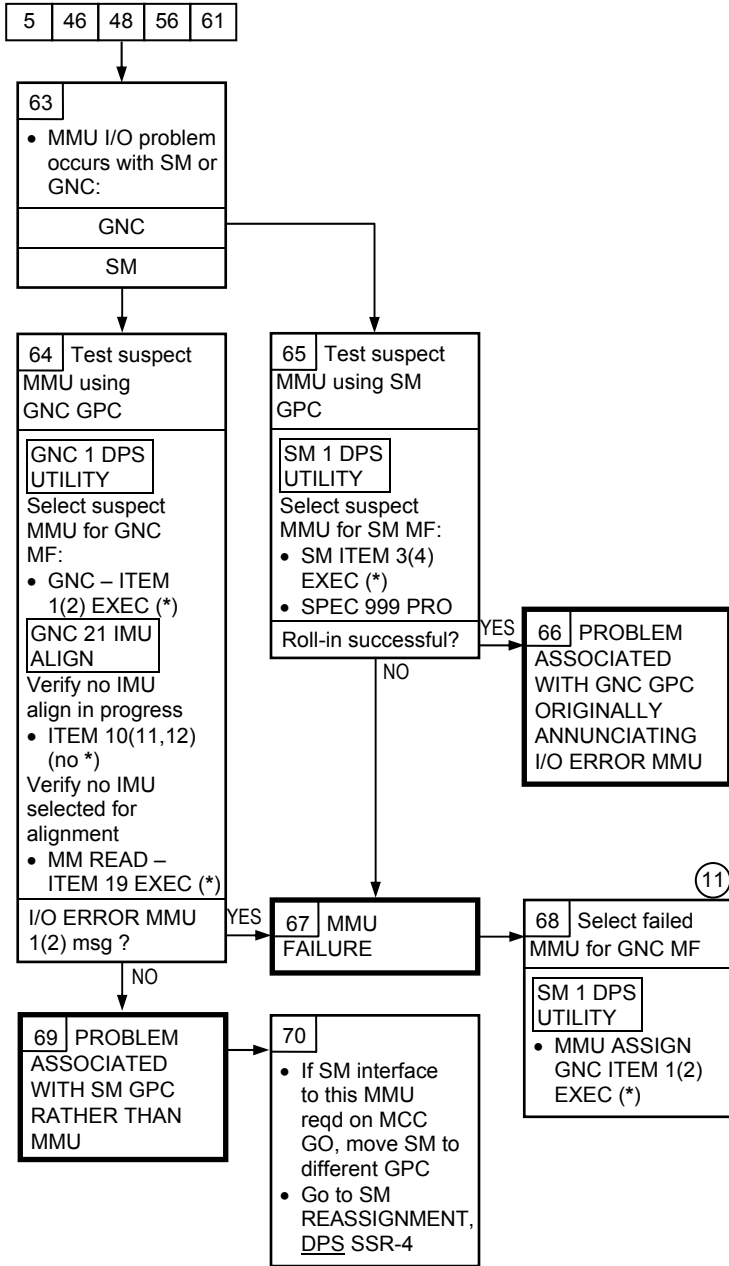 5 46 48 56 61
63
• MMU I/O problem
occurs with SM or
GNC:
GNC
SM
64 Test suspect
MMU using
GNC GPC
GNC 1 DPS
UTILITY
Select suspect
MMU for GNC
MF:
• GNC – ITEM
1(2) EXEC (*)
GNC 21 IMU
ALIGN
Verify no IMU
align in progress
• ITEM 10(11,12)
(no *)
Verify no IMU
selected for
alignment
• MM READ –
ITEM 19 EXEC (*)
I/O ERROR MMU
1(2) msg ?
YES
NO
65 Test suspect
MMU using SM
GPC
SM 1 DPS
UTILITY
Select suspect
MMU for SM MF:
• SM ITEM 3(4)
EXEC (*)
• SPEC 999 PRO
Roll-in successful?
YES
NO
66 PROBLEM
ASSOCIATED
WITH GNC GPC
ORIGINALLY
ANNUNCIATING
I/O ERROR MMU
67 MMU
FAILURE
11
68 Select failed
MMU for GNC MF
SM 1 DPS
UTILITY
• MMU ASSIGN
GNC ITEM 1(2)
EXEC (*)
69 PROBLEM
ASSOCIATED
WITH SM GPC
RATHER THAN
MMU
70
• If SM interface
to this MMU
reqd on MCC
GO, move SM to
different GPC
• Go to SM
REASSIGNMENT,
DPS SSR-4